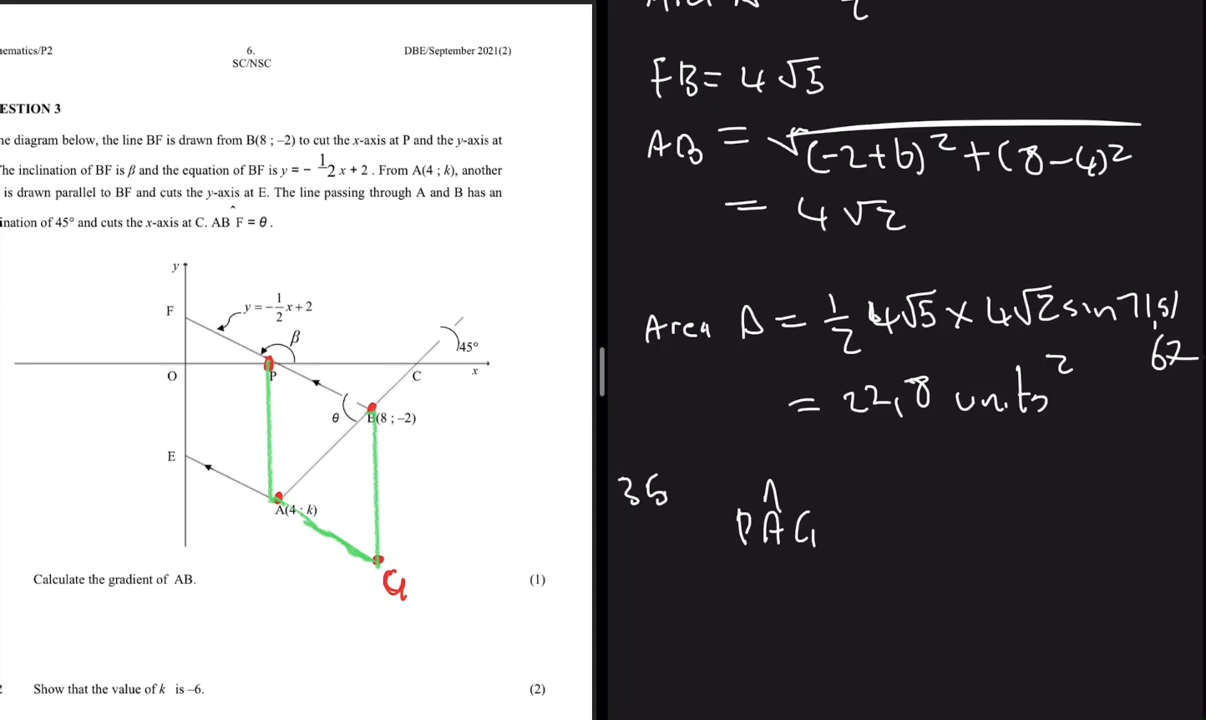 ematics/P2
6.
SC/NSC
DBE/September 2021(2)
ESTION 3
ne diagram below, the line BF is drawn from B(8 ; –2) to cut the x-axis at P and the y-axis at
The inclination of BF is β and the equation of BF is y = – 1/2 x + 2 . From A(4 ; k), another
is drawn parallel to BF and cuts the y-axis at E. The line passing through A and B has an
ination of 45° and cuts the x-axis at C. AB̂F = θ .
y
F
y = –1/2 x + 2
β
45°
O
P
C
x
θ
B(8 ; –2)
E
A(4 ; k)
G
Calculate the gradient of AB.
(1)
Show that the value of k is –6.
(2)
FB = 4√5
AB = √(-2+6)² + (8-4)²
= 4√2
Area Δ = 1/2 4√5 × 4√2 sin 71,57
= 22,8 units²
35
PÂG